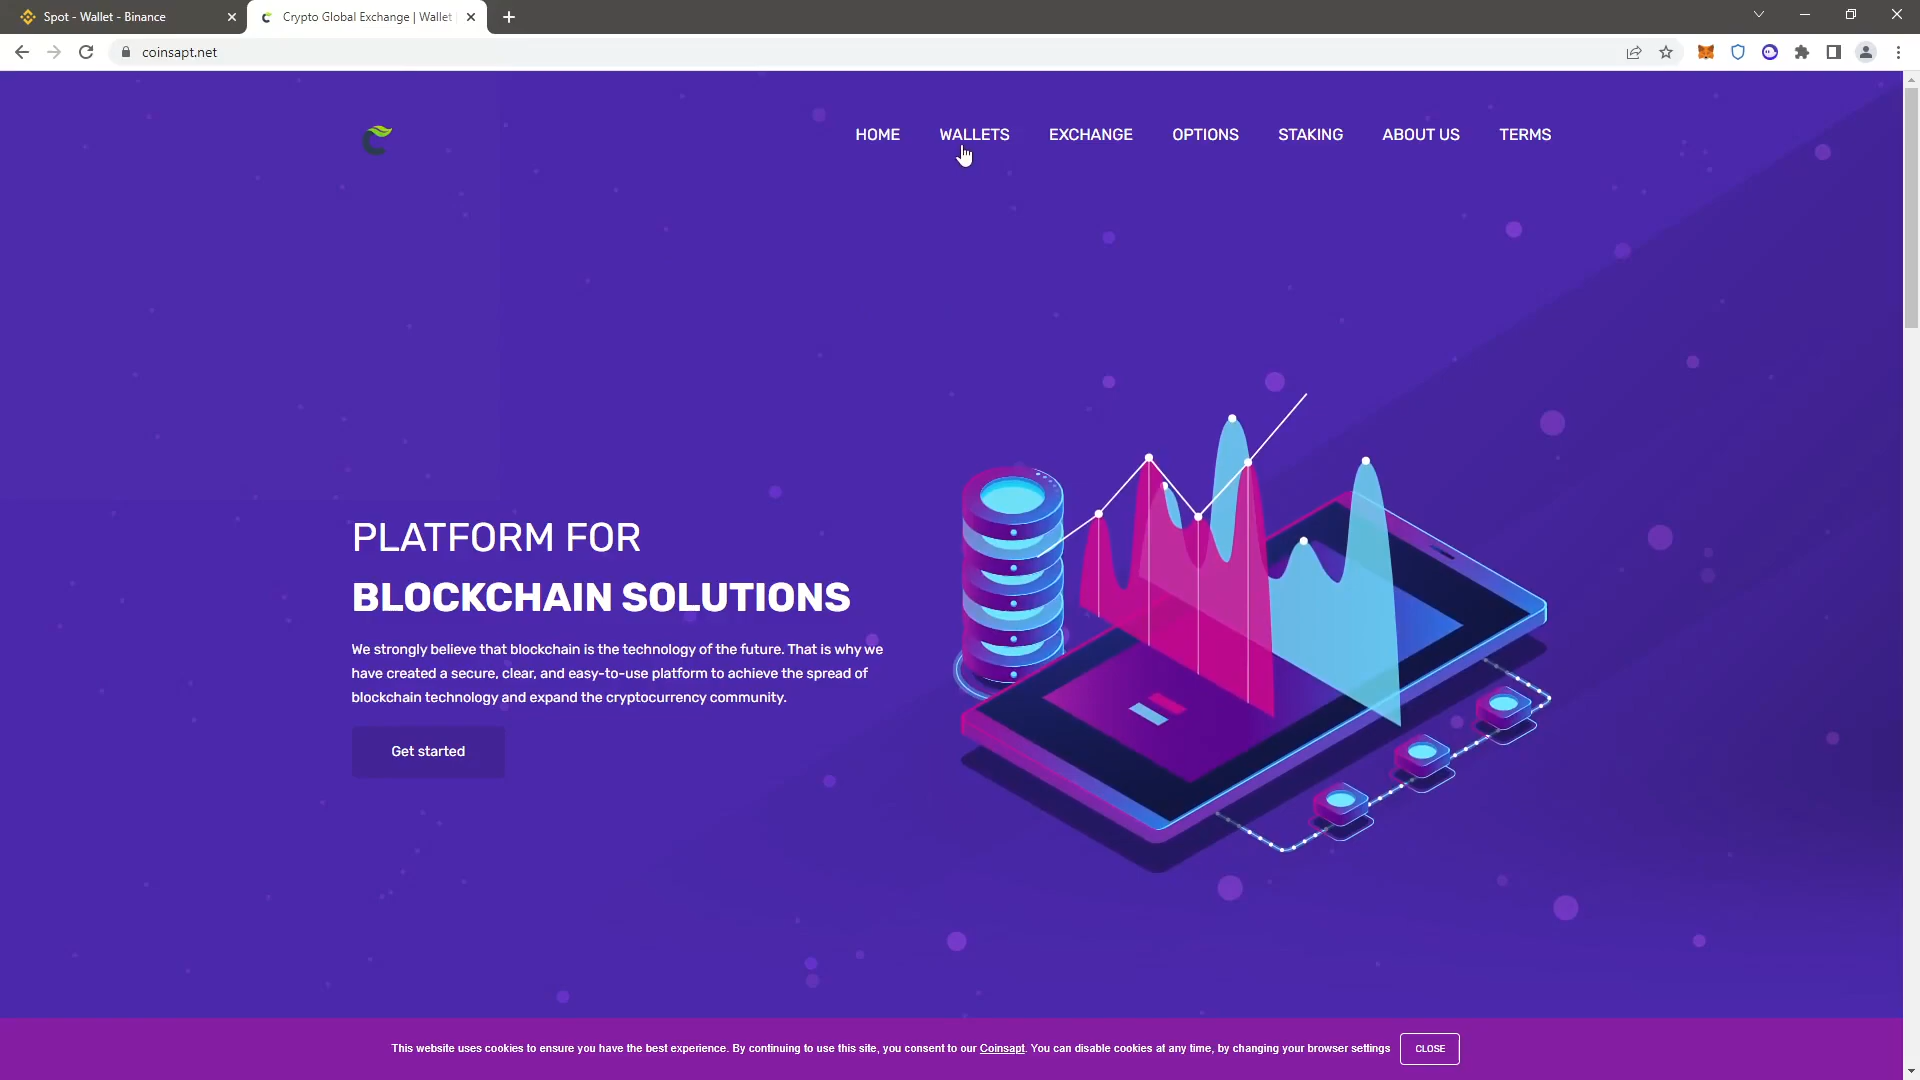 Spot - Wallet - Binance
Crypto Global Exchange | Wallet
coinsapt.net
HOME WALLETS EXCHANGE OPTIONS STAKING ABOUT US TERMS
PLATFORM FOR
BLOCKCHAIN SOLUTIONS
We strongly believe that blockchain is the technology of the future. That is why we
have created a secure, clear, and easy-to-use platform to achieve the spread of
blockchain technology and expand the cryptocurrency community.
Get started
This website uses cookies to ensure you have the best experience. By continuing to use this site, you consent to our Coinsapt. You can disable cookies at any time, by changing your browser settings CLOSE